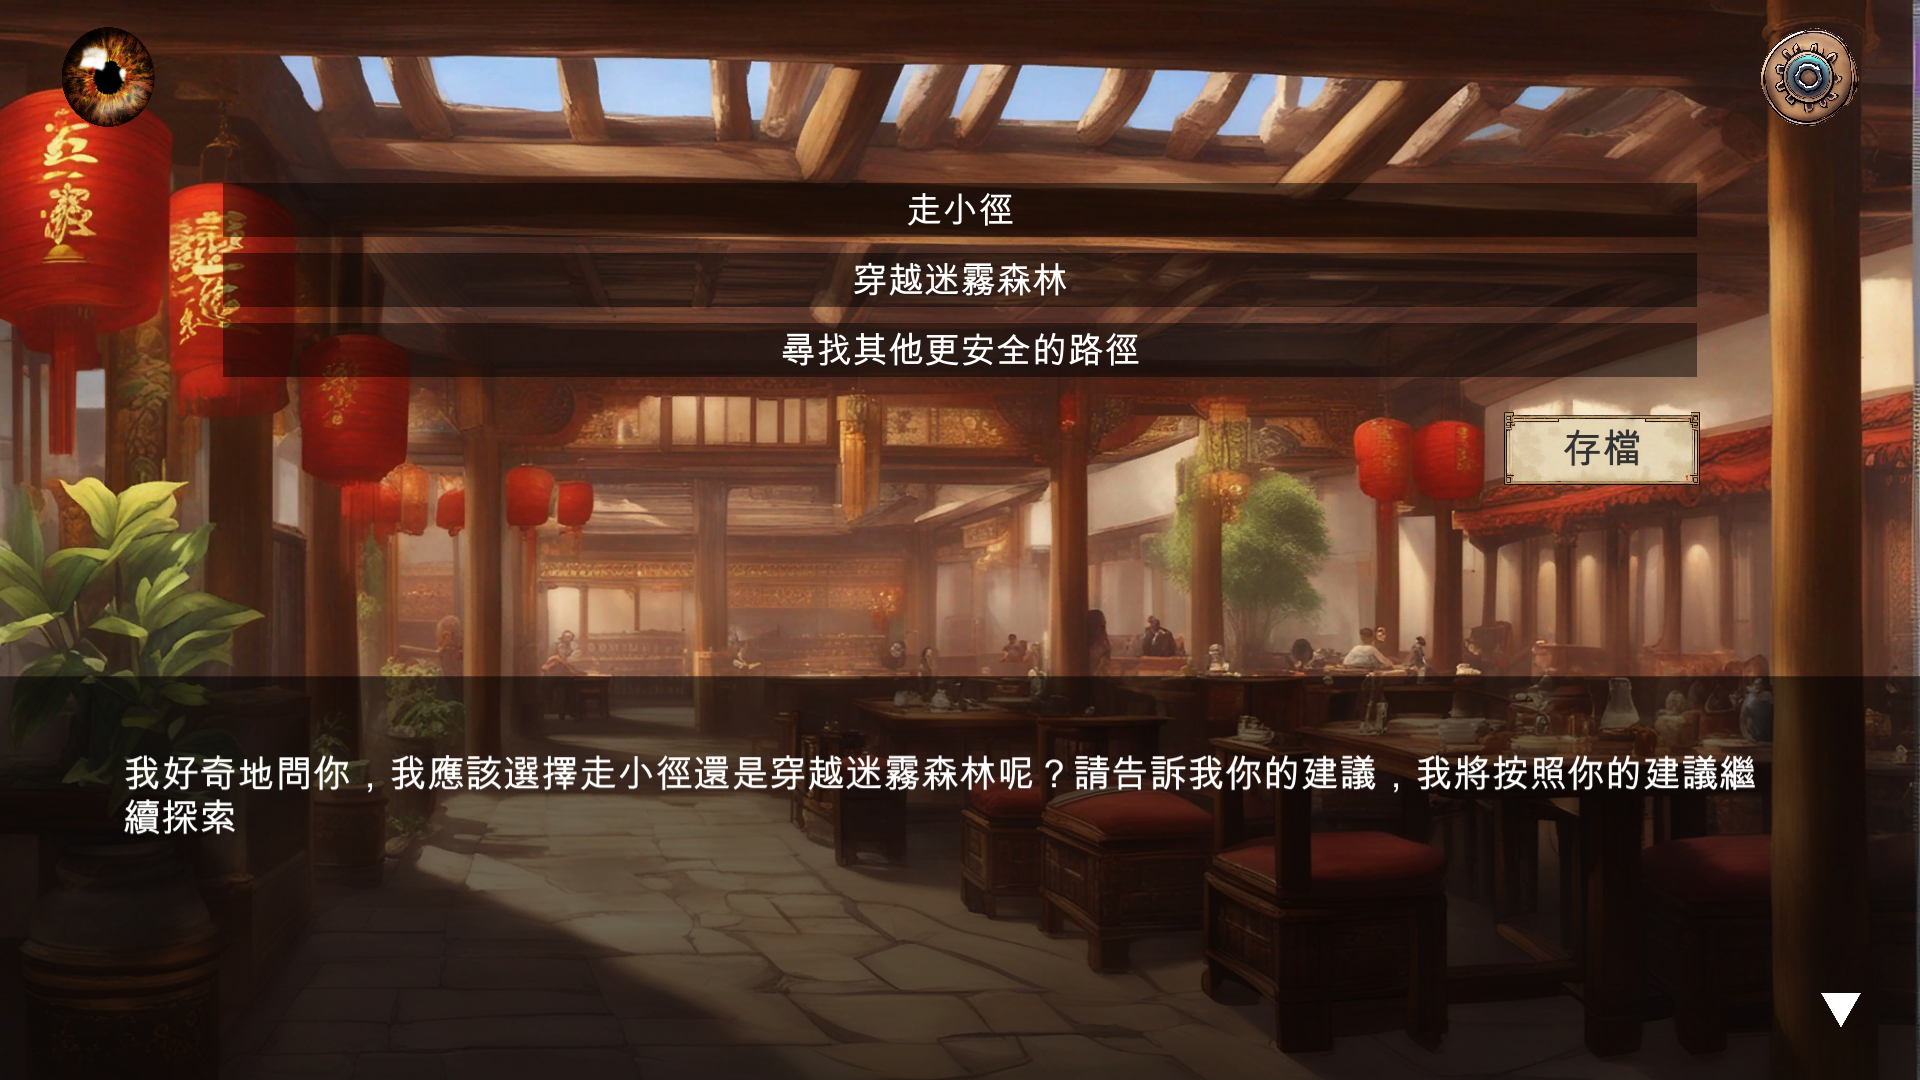 走小徑
穿越迷霧森林
尋找其他更安全的路徑
存檔
我好奇地問你，我應該選擇走小徑還是穿越迷霧森林呢？請告訴我你的建議，我將按照你的建議繼
續探索